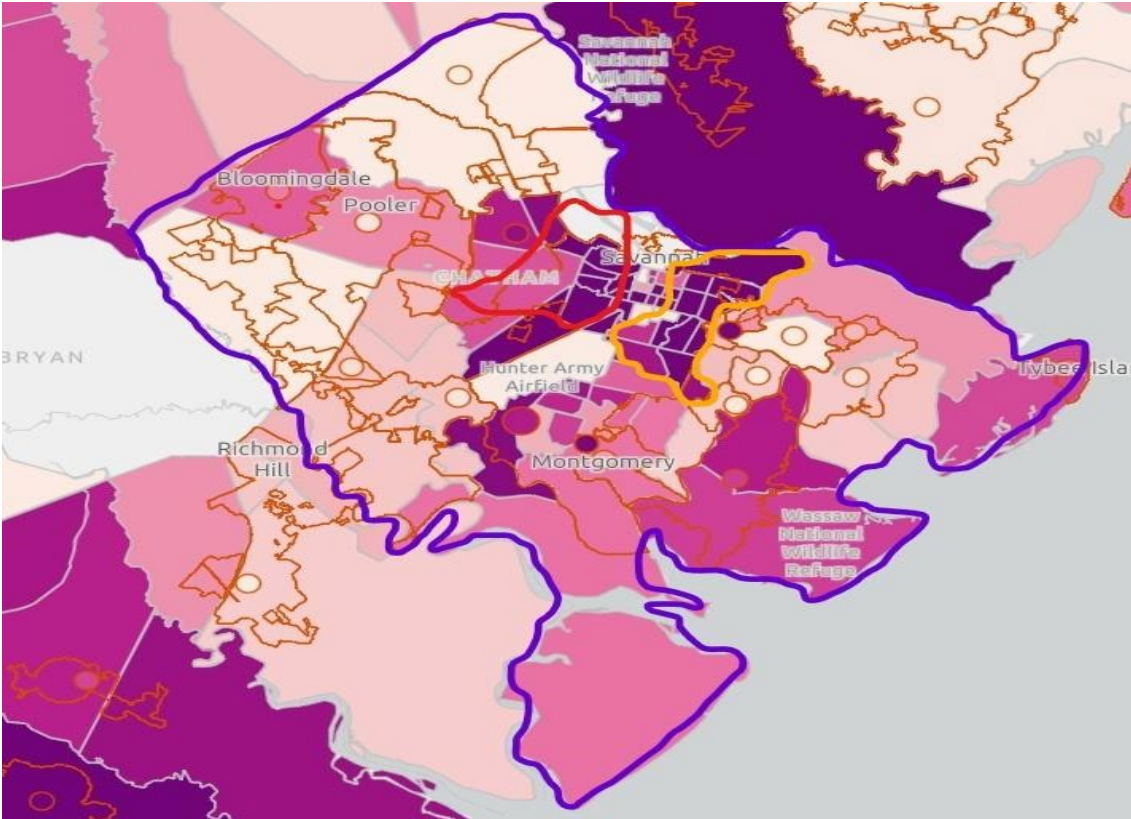 Savannah
National
Wildlife
Refuge
Bloomingdale
Pooler
Savannah
CHATHAM
BRYAN
Hunter Army
Airfield
Tybee Isla
Richmond
Hill
Montgomery
Wassaw
National
Wildlife
Refuge